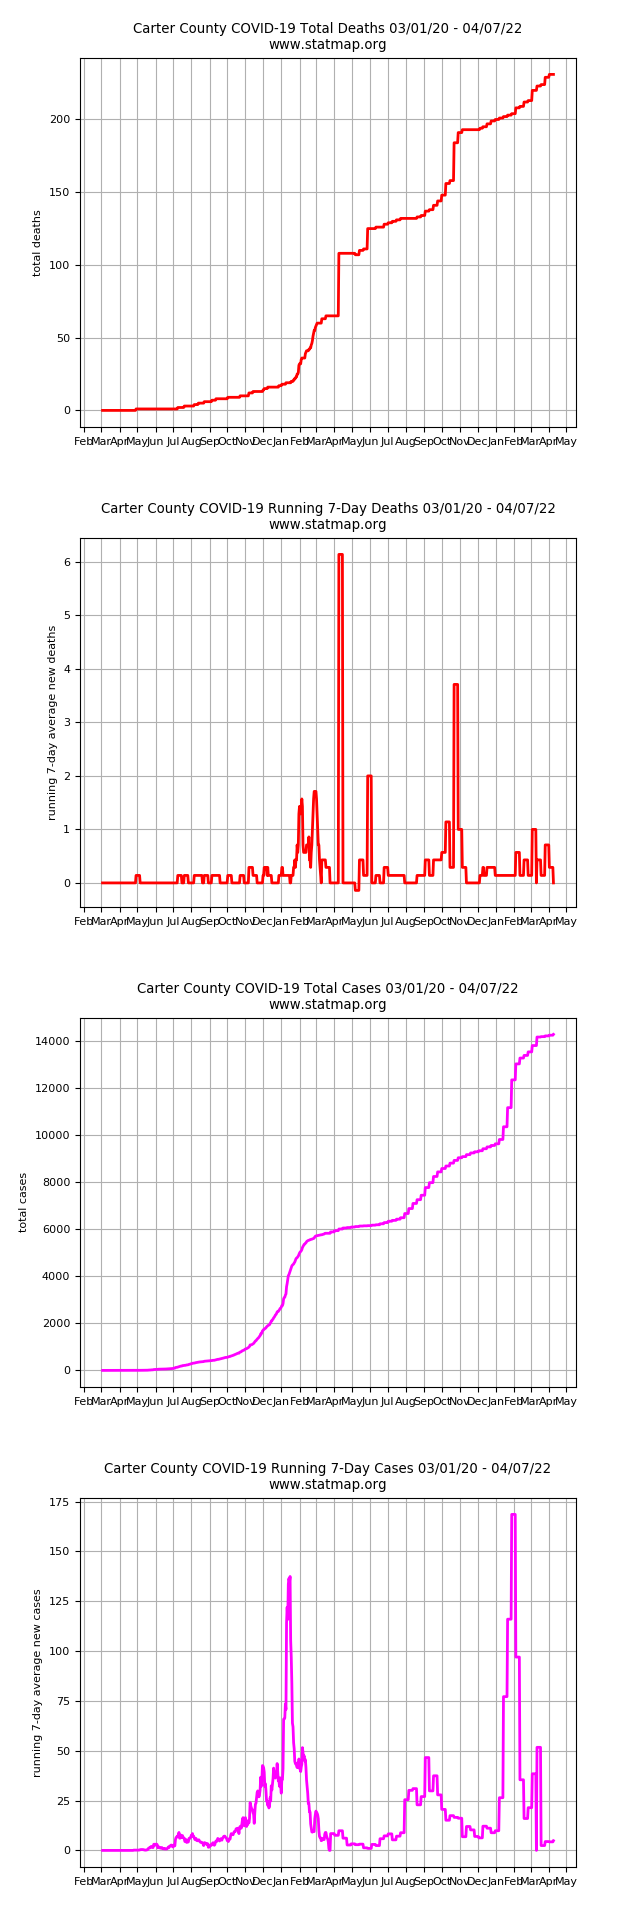 Carter County COVID-19 Total Deaths 03/01/20 - 04/07/22
www.statmap.org
total deaths
200
150
100
50
0
Feb Mar Apr May Jun Jul Aug Sep Oct Nov Dec Jan Feb Mar Apr May Jun Jul Aug Sep Oct Nov Dec Jan Feb Mar Apr May
Carter County COVID-19 Running 7-Day Deaths 03/01/20 - 04/07/22
www.statmap.org
running 7-day average new deaths
6
5
4
3
2
1
0
Feb Mar Apr May Jun Jul Aug Sep Oct Nov Dec Jan Feb Mar Apr May Jun Jul Aug Sep Oct Nov Dec Jan Feb Mar Apr May
Carter County COVID-19 Total Cases 03/01/20 - 04/07/22
www.statmap.org
total cases
14000
12000
10000
8000
6000
4000
2000
0
Feb Mar Apr May Jun Jul Aug Sep Oct Nov Dec Jan Feb Mar Apr May Jun Jul Aug Sep Oct Nov Dec Jan Feb Mar Apr May
Carter County COVID-19 Running 7-Day Cases 03/01/20 - 04/07/22
www.statmap.org
running 7-day average new cases
175
150
125
100
75
50
25
0
Feb Mar Apr May Jun Jul Aug Sep Oct Nov Dec Jan Feb Mar Apr May Jun Jul Aug Sep Oct Nov Dec Jan Feb Mar Apr May